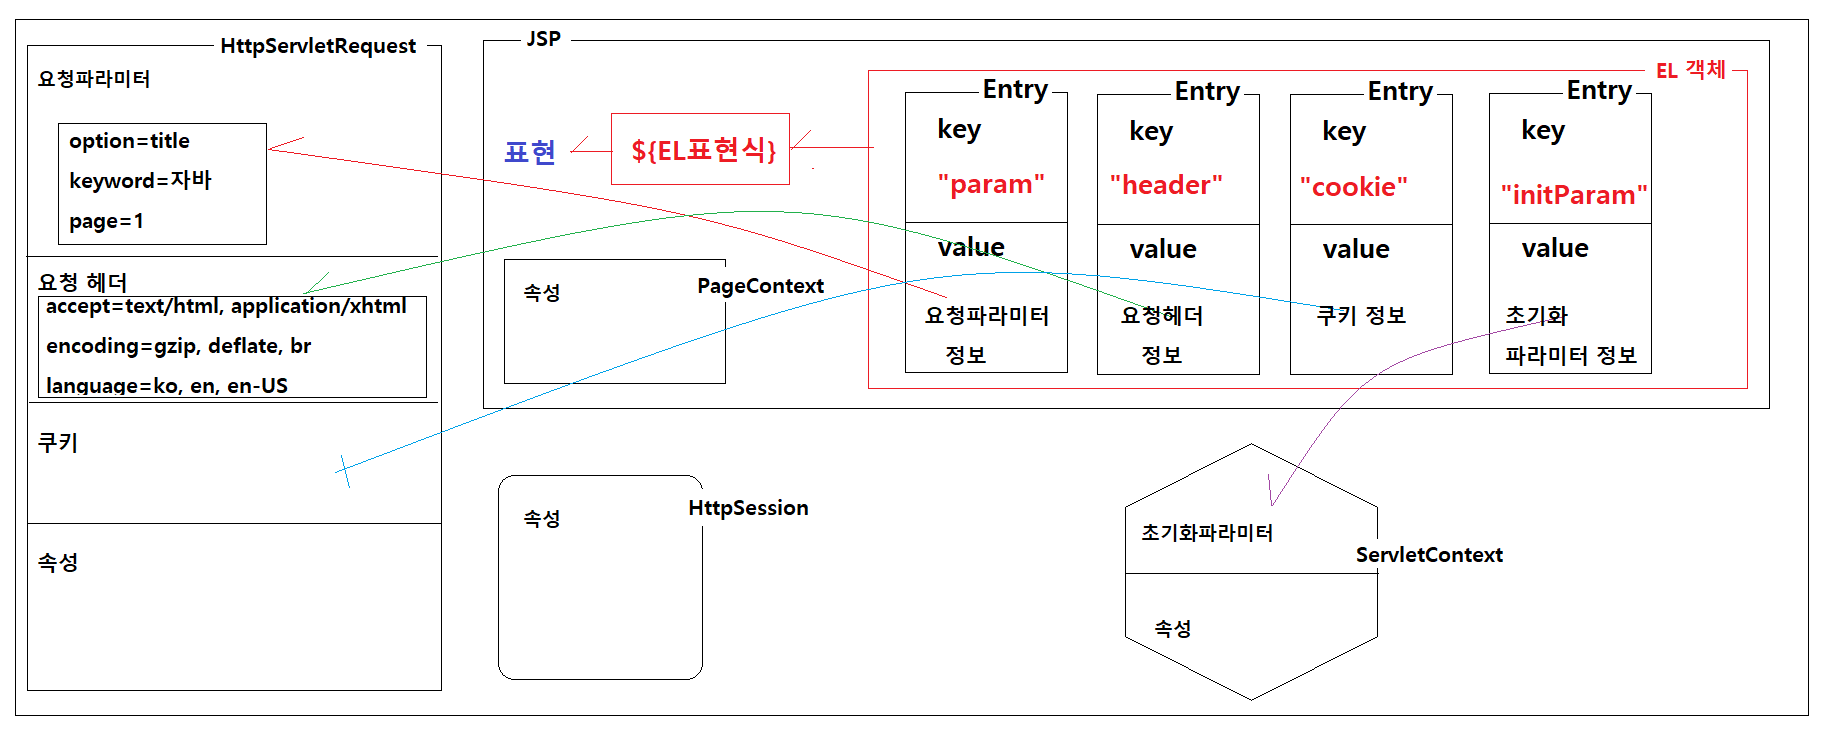 HttpServletRequest
요청파라미터
option=title
keyword=자바
page=1
요청 헤더
accept=text/html, application/xhtml
encoding=gzip, deflate, br
language=ko, en, en-US
쿠키
속성
JSP
표현
${EL표현식}
EL 객체
Entry
key
"param"
value
요청파라미터
정보
Entry
key
"header"
value
요청헤더
정보
Entry
key
"cookie"
value
쿠키 정보
Entry
key
"initParam"
value
초기화
파라미터 정보
속성
PageContext
속성
HttpSession
초기화파라미터
ServletContext
속성